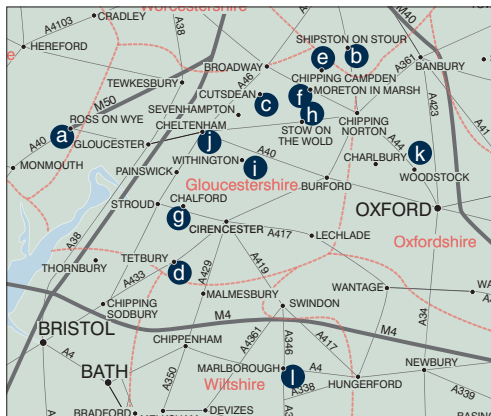 Worcestershire
A4103
CRADLEY
A38
M40
SHIPSTON ON STOUR
HEREFORD
b
BROADWAY
e
A361
BANBURY
M50
TEWKESBURY
A46
CHIPPING CAMPDEN
CUTSDEAN
f
MORETON IN MARSH
c
A423
ROSS ON WYE
SEVENHAMPTON
h
a
CHELTENHAM
STOW ON
THE WOLD
CHIPPING
NORTON
A41
A40
GLOUCESTER
j
A40
A44
k
MONMOUTH
WITHINGTON
i
CHARLBURY
WOODSTOCK
PAINSWICK
Gloucestershire
BURFORD
STROUD
CHALFORD
OXFORD
g
CIRENCESTER
A417
LECHLADE
Oxfordshire
A38
TETBURY
THORNBURY
d
A433
A429
A419
WANTAGE
CHIPPING
SODBURY
MALMESBURY
SWINDON
A34
M4
BRISTOL
M4
A4
CHIPPENHAM
A4361
A346
A417
BATH
MARLBOROUGH
A4
NEWBURY
A350
Wiltshire
l
A338
HUNGERFORD
A339
BRADFORD
DEVIZES